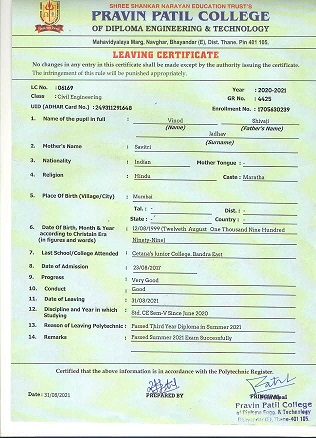 SHREE SHANKAR NARAYAN EDUCATION TRUST'S
PRAVIN PATIL COLLEGE
OF DIPLOMA ENGINEERING & TECHNOLOGY
Mahavidyalaya Marg, Navghar, Bhayandar (E), Dist. Thane. Pin 401 105.
LEAVING CERTIFICATE
No changes in any entry in this certificate shall be made except by the authority issuing the certificate.
The infringement of this rule will be punished appropriately.
LC No. : 06169 Year : 2020-2021
Class : Civil Engineering GR No. : 4425
UID (ADHAR Card No.) : 249311291648 Enrollment No. : 1705630239
1. Name of the pupil in full : Vinod Shivaji
(Name) (Father's Name)
Jadhav
(Surname)
2. Mother's Name : Savitri
3. Nationality : Indian Mother Tongue : -
4. Religion : Hindu Caste : Maratha
5. Place Of Birth (Village/City) : Mumbai
Tal. : - Dist. : -
State : - Country : -
6. Date Of Birth, Month & Year : 12/08/1999 (Twelveth August One Thousand Nine Hundred
according to Christain Era
(in figures and words) Ninety-Nine)
7. Last School/College Attended : Cetana's Junior College. Bandra East
8. Date of Admission : 23/08/2017
9. Progress : Very Good
10. Conduct : Good
11. Date of Leaving : 31/08/2021
12. Discipline and Year in which : Std. CE Sem-V Since June 2020
Studying
13. Reason of Leaving Polytechnic : Passed Third Year Diploma in Summer 2021
14. Remarks : Passed Summer 2021 Exam Successfully
Certified that the above information is in accordance with the Polytechnic Register.
Date : 31/08/2021 PREPARED BY PRINCIPAL
Principal
Pravin Patil College
of Diploma Engg. & Technology
Bhayandar (E), Thane-401 105.